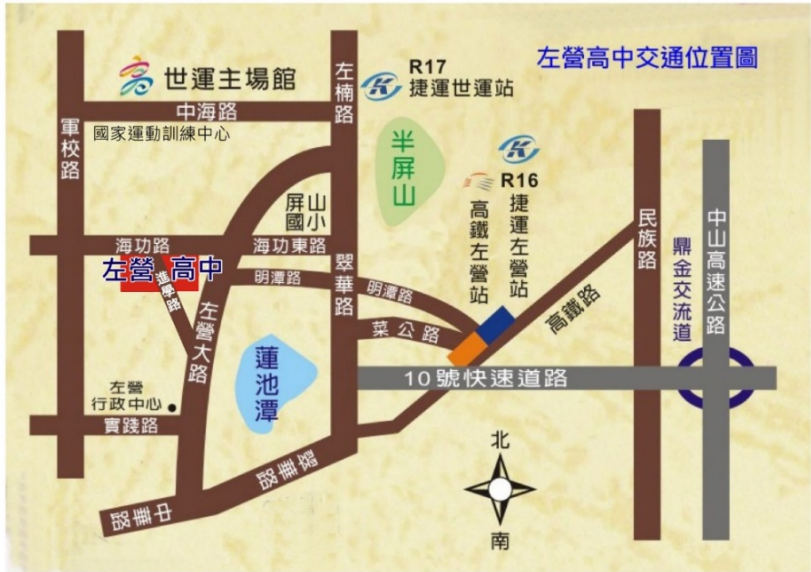 左營高中交通位置圖
世運主場館
R17
捷運世運站
左楠路
中海路
國家運動訓練中心
軍校路
半屏山
R16
捷運左營站
高鐵左營站
屏山
國小
民族路
中山高速公路
鼎金交流道
海功路
海功東路
左營高中
進學路
明潭路
明潭路
翠華路
高鐵路
左營大路
菜公路
蓮池潭
10號快速道路
左營
行政中心
實踐路
翠華路
中華路
北
南